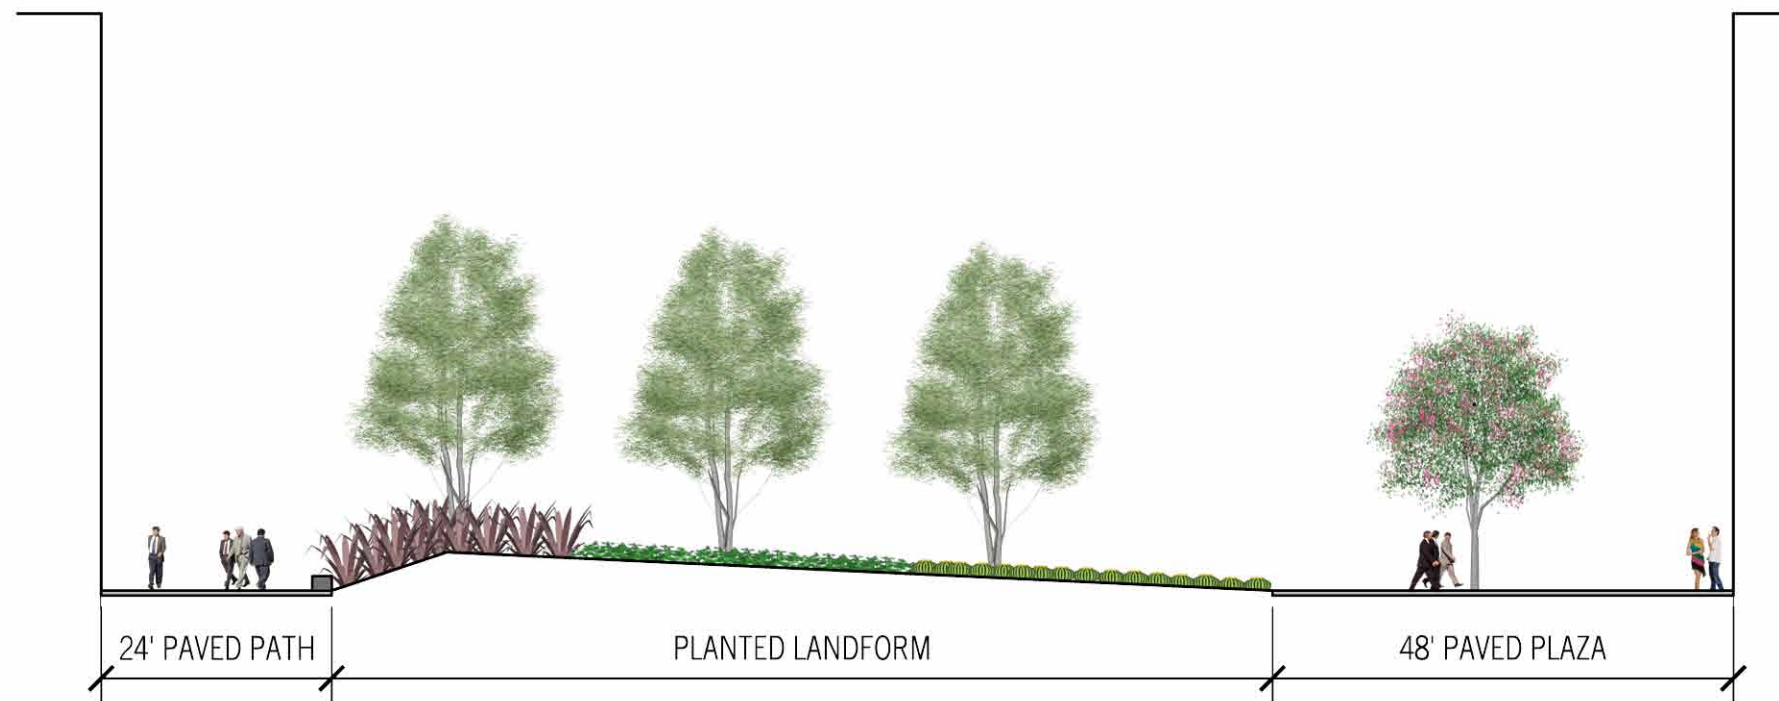 24' PAVED PATH
PLANTED LANDFORM
48' PAVED PLAZA